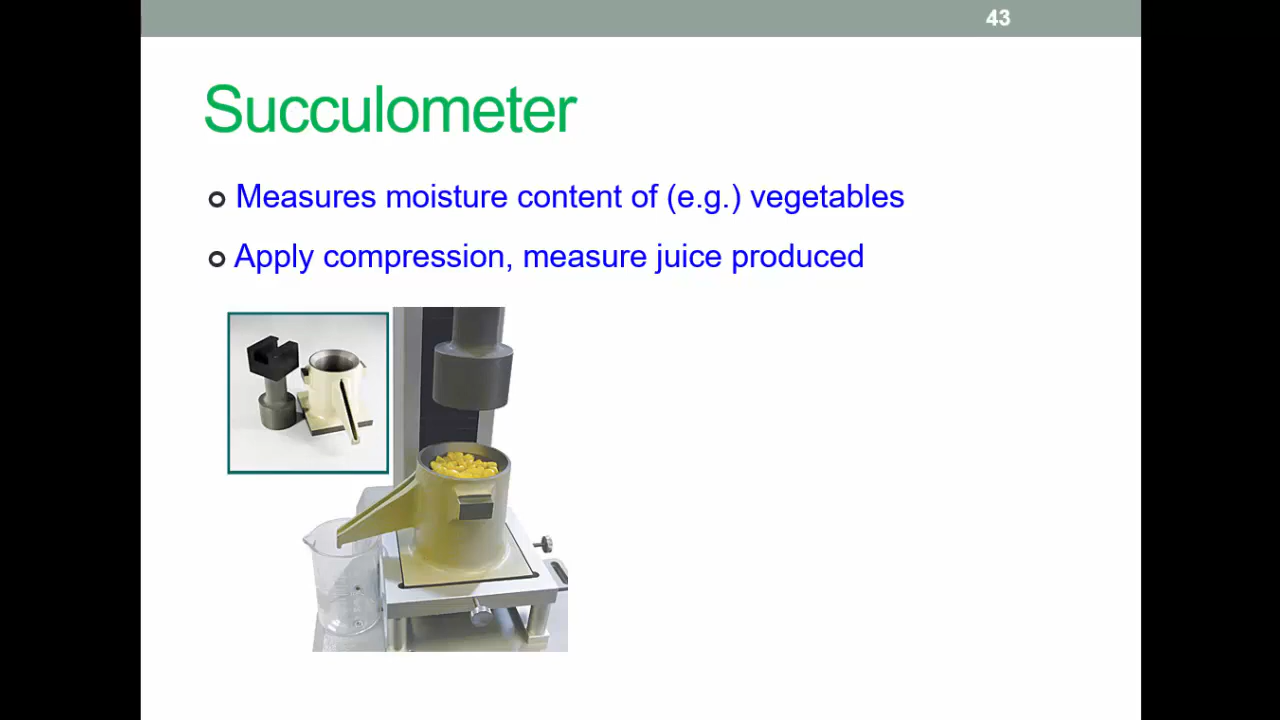 43
Succulometer
Measures moisture content of (e.g.) vegetables
Apply compression, measure juice produced